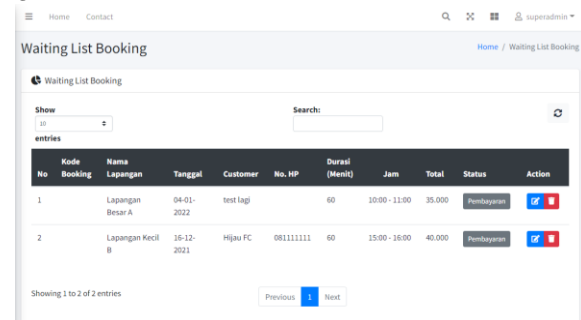 Home Contact superadmin
Waiting List Booking Home / Waiting List Booking
Waiting List Booking
Show Search:
10
entries
Kode Nama Durasi
No Booking Lapangan Tanggal Customer No. HP (Menit) Jam Total Status Action
1 Lapangan 04-01- test lagi 60 10:00 - 11:00 35.000 Pembayaran
Besar A 2022
2 Lapangan Kecil 16-12- Hijau FC 081111111 60 15:00 - 16:00 40.000 Pembayaran
B 2021
Showing 1 to 2 of 2 entries Previous 1 Next